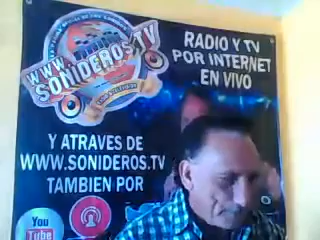 WWW.
SONIDEROS.TV
RADIO Y TV
POR INTERNET
EN VIVO
Y ATRAVES DE
WWW.SONIDEROS.TV
TAMBIEN POR
You
Tube